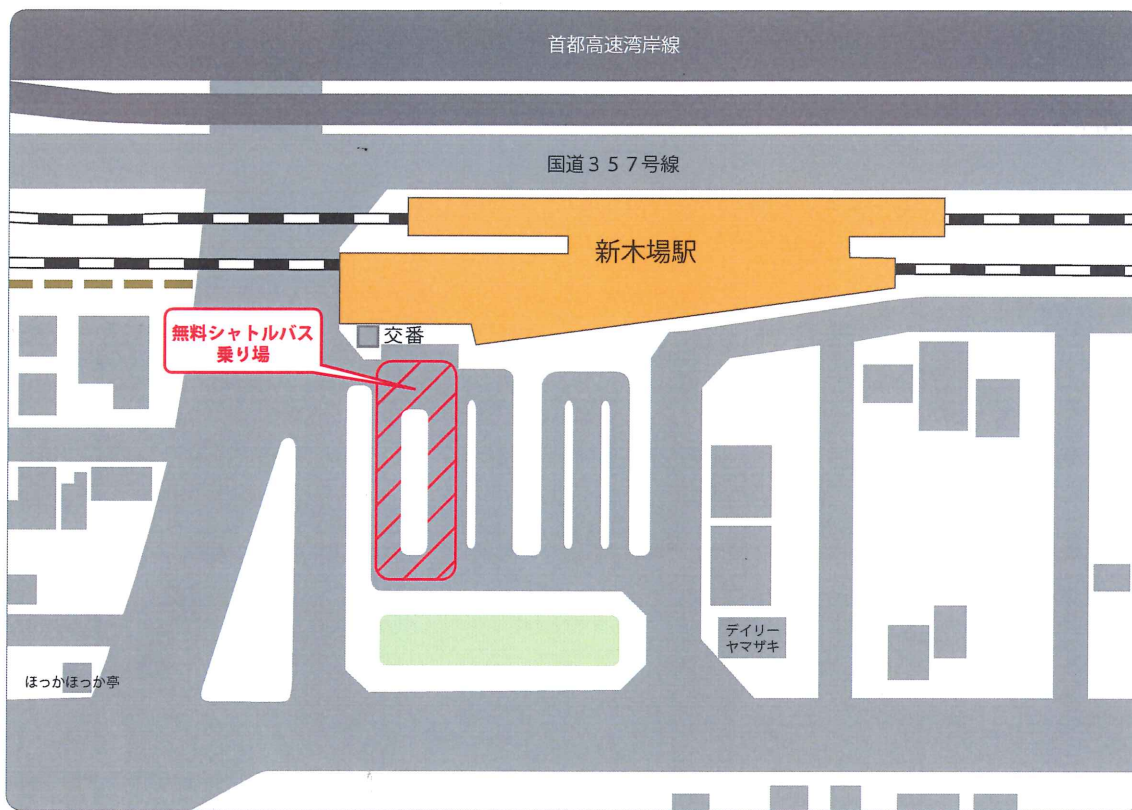 首都高速湾岸線
国道３５７号線
新木場駅
無料シャトルバス
乗り場
交番
デイリー
ヤマザキ
ほっかほっか亭